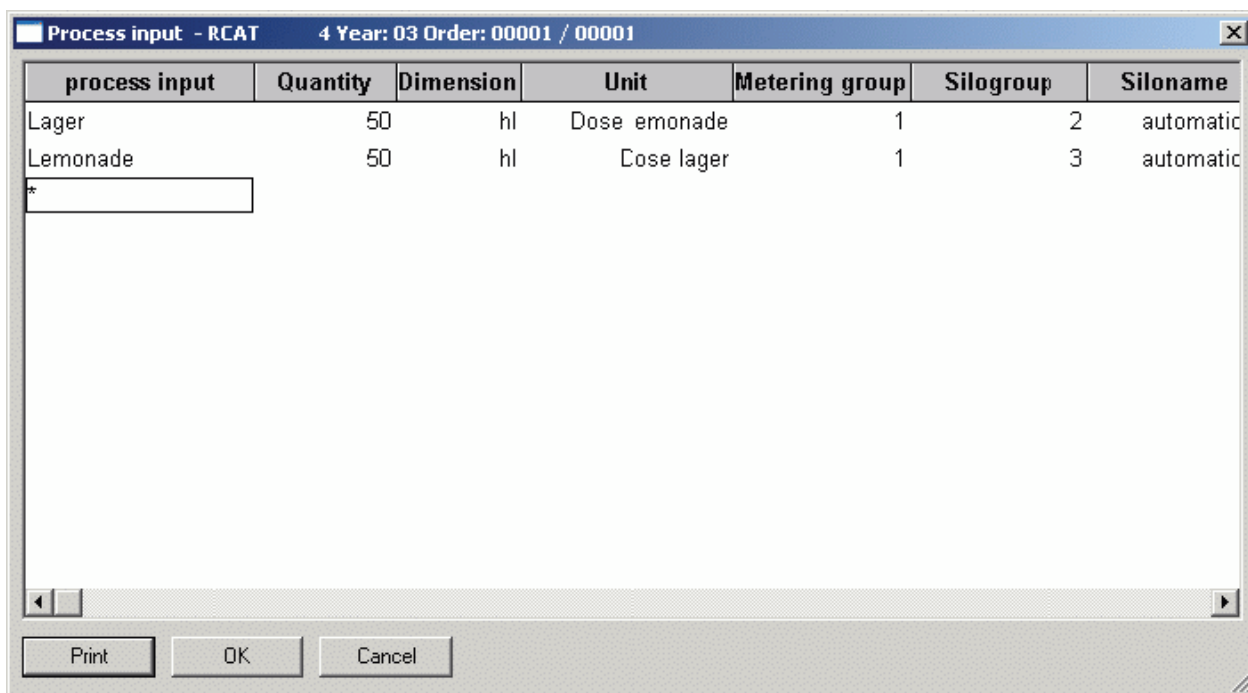 Process input - RCAT 4 Year: 03 Order: 00001 / 00001
process input Quantity Dimension Unit Metering group Silogroup Siloname
Lager 50 hl Dose emonade 1 2 automatic
Lemonade 50 hl Dose lager 1 3 automatic
*
Print OK Cancel